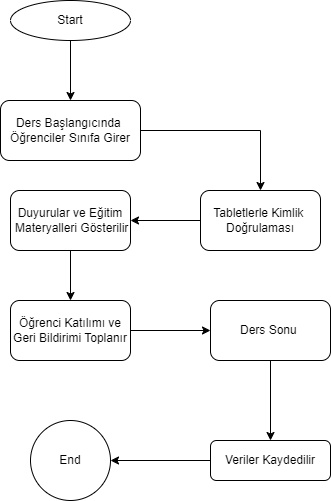 Start
Ders Başlangıcında
Öğrenciler Sınıfa Girer
Tabletlerle Kimlik
Doğrulaması
Duyurular ve Eğitim
Materyalleri Gösterilir
Öğrenci Katılımı ve
Geri Bildirimi Toplanır
Ders Sonu
Veriler Kaydedilir
End